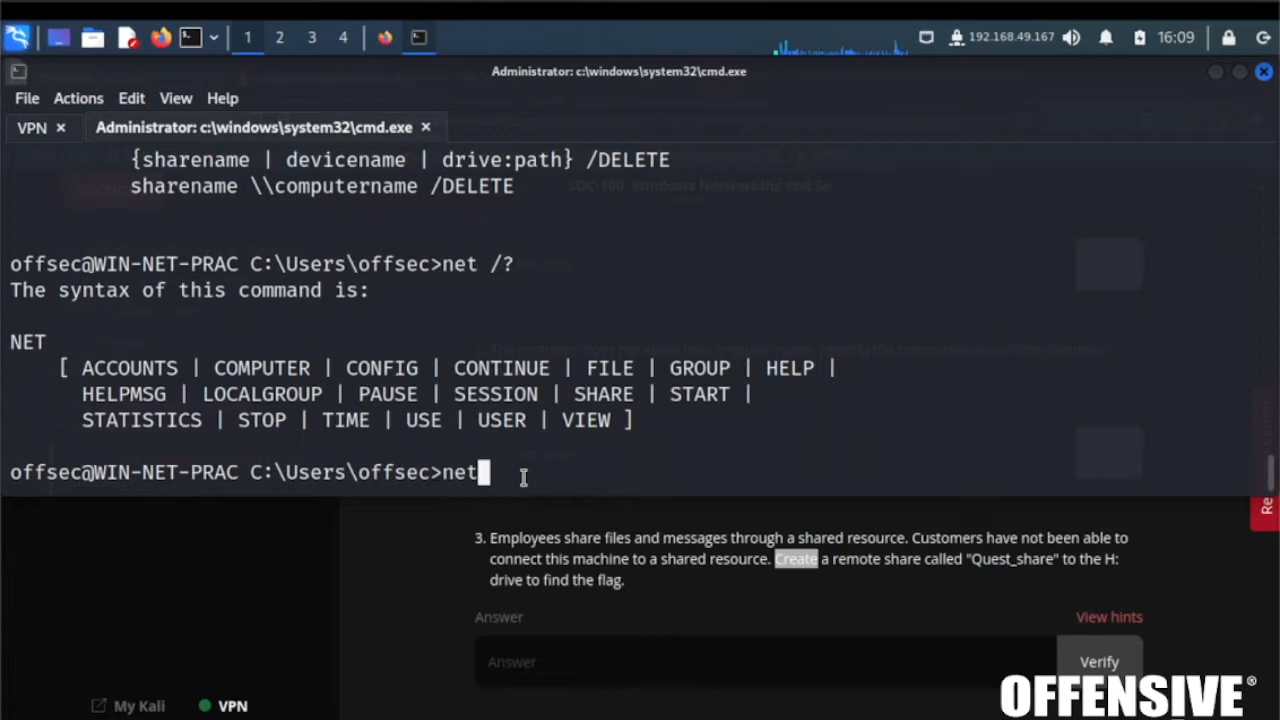 1 2 3 4 192.168.49.167 16:09
Administrator: c:\windows\system32\cmd.exe
File Actions Edit View Help
VPN × Administrator: c:\windows\system32\cmd.exe ×
{sharename | devicename | drive:path} /DELETE
sharename \\computername /DELETE
offsec@WIN-NET-PRAC C:\Users\offsec>net /?
The syntax of this command is:
NET
[ ACCOUNTS | COMPUTER | CONFIG | CONTINUE | FILE | GROUP | HELP |
HELPMSG | LOCALGROUP | PAUSE | SESSION | SHARE | START |
STATISTICS | STOP | TIME | USE | USER | VIEW ]
offsec@WIN-NET-PRAC C:\Users\offsec>net
3. Employees share files and messages through a shared resource. Customers have not been able to
connect this machine to a shared resource. Create a remote share called "Quest_share" to the H:
drive to find the flag.
Answer View hints
Answer Verify
My Kali VPN
OFFENSIVE®